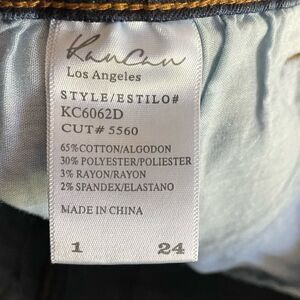 KanCan
Los Angeles
STYLE/ESTILO#
KC6062D
CUT# 5560
65%COTTON/ALGODON
30%POLYESTER/POLIESTER
3% RAYON/RAYON
2% SPANDEX/ELASTANO
MADE IN CHINA
1 24